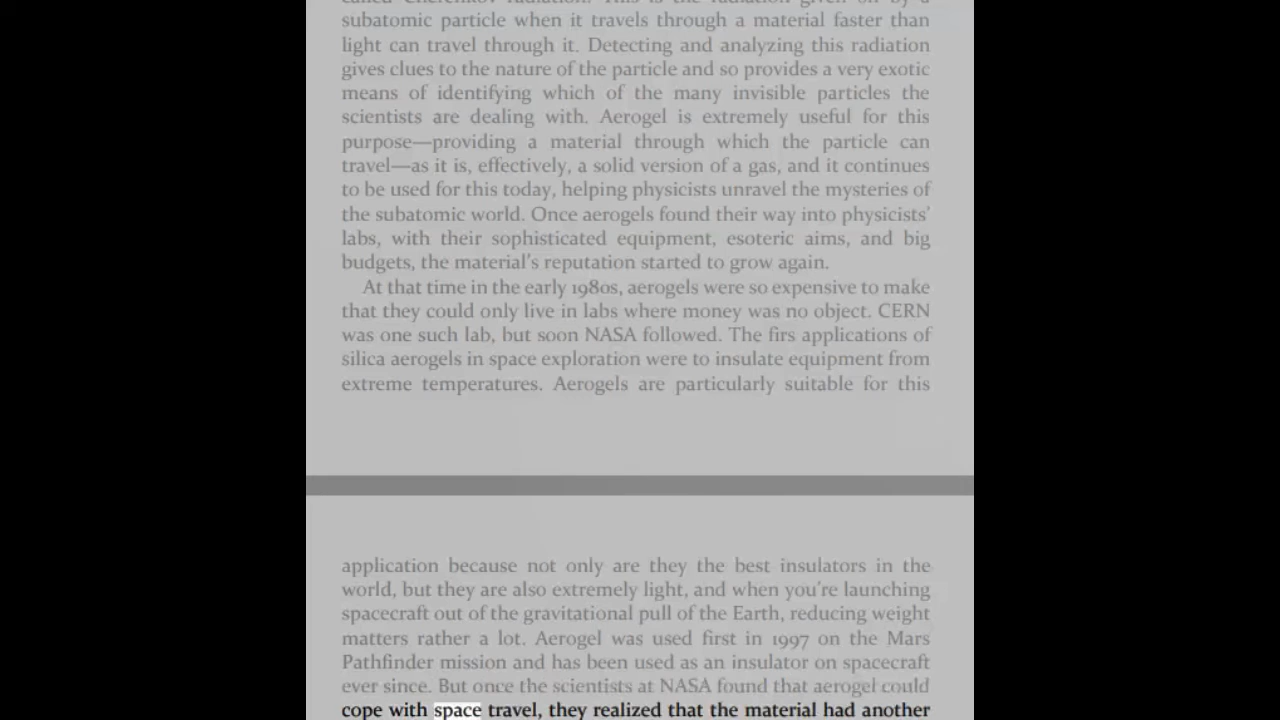 subatomic particle when it travels through a material faster than
light can travel through it. Detecting and analyzing this radiation
gives clues to the nature of the particle and so provides a very exotic
means of identifying which of the many invisible particles the
scientists are dealing with. Aerogel is extremely useful for this
purpose—providing a material through which the particle can
travel—as it is, effectively, a solid version of a gas, and it continues
to be used for this today, helping physicists unravel the mysteries of
the subatomic world. Once aerogels found their way into physicists'
labs, with their sophisticated equipment, esoteric aims, and big
budgets, the material's reputation started to grow again.
At that time in the early 1980s, aerogels were so expensive to make
that they could only live in labs where money was no object. CERN
was one such lab, but soon NASA followed. The firs applications of
silica aerogels in space exploration were to insulate equipment from
extreme temperatures. Aerogels are particularly suitable for this
application because not only are they the best insulators in the
world, but they are also extremely light, and when you're launching
spacecraft out of the gravitational pull of the Earth, reducing weight
matters rather a lot. Aerogel was used first in 1997 on the Mars
Pathfinder mission and has been used as an insulator on spacecraft
ever since. But once the scientists at NASA found that aerogel could
cope with space travel, they realized that the material had another